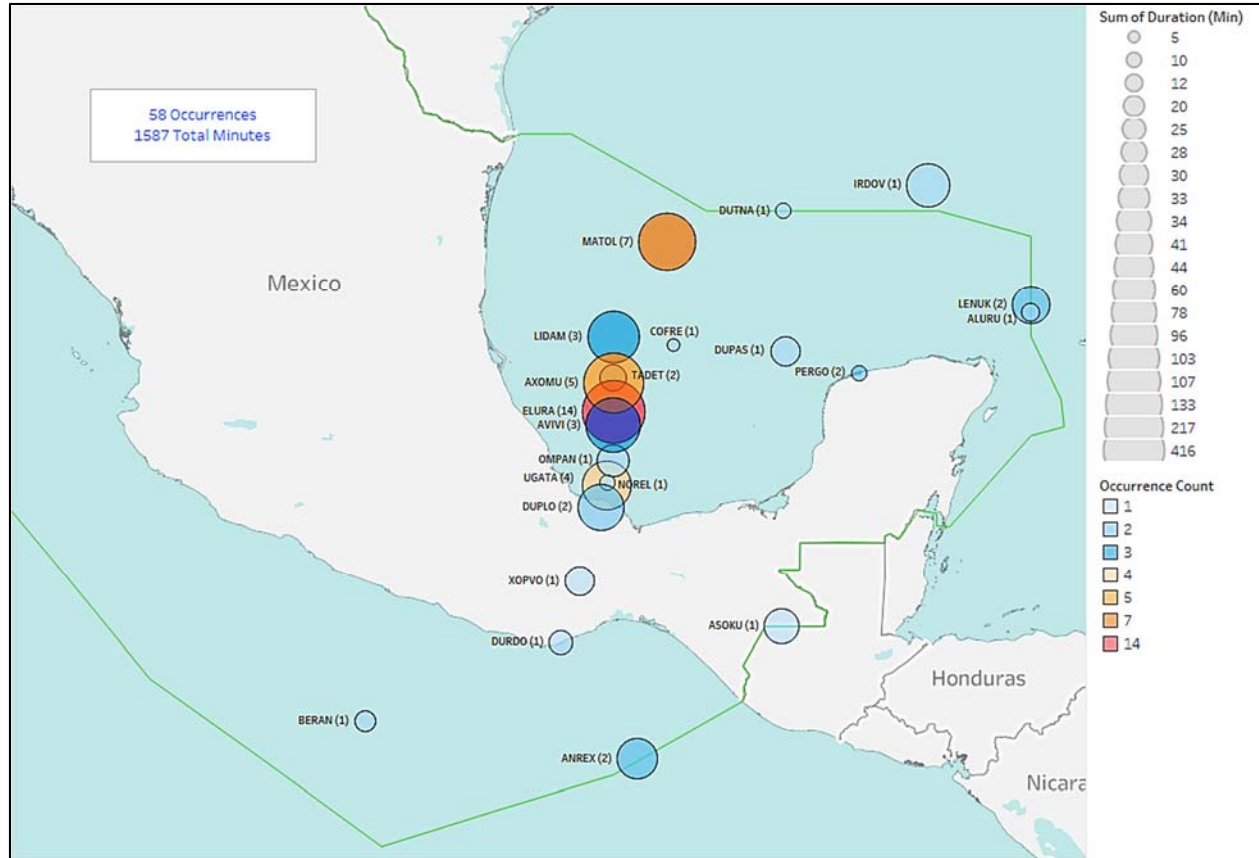 58 Occurrences
1587 Total Minutes
Mexico
IRDOV (1)
DUTNA (1)
MATOL (7)
LENUK (2)
ALURU (1)
LIDAM (3)
COFRE (1)
DUPAS (1)
PERGO (2)
TADET (2)
AXOMU (5)
ELURA (14)
AVIVI (3)
OMPAN (1)
UGATA (4)
NOREL (1)
DUPLO (2)
XOPVO (1)
ASOKU (1)
DURDO (1)
Honduras
BERAN (1)
ANREX (2)
Nicara
Sum of Duration (Min)
5
10
12
20
25
28
30
33
34
41
44
60
78
96
103
107
133
217
416
Occurrence Count
1
2
3
4
5
7
14